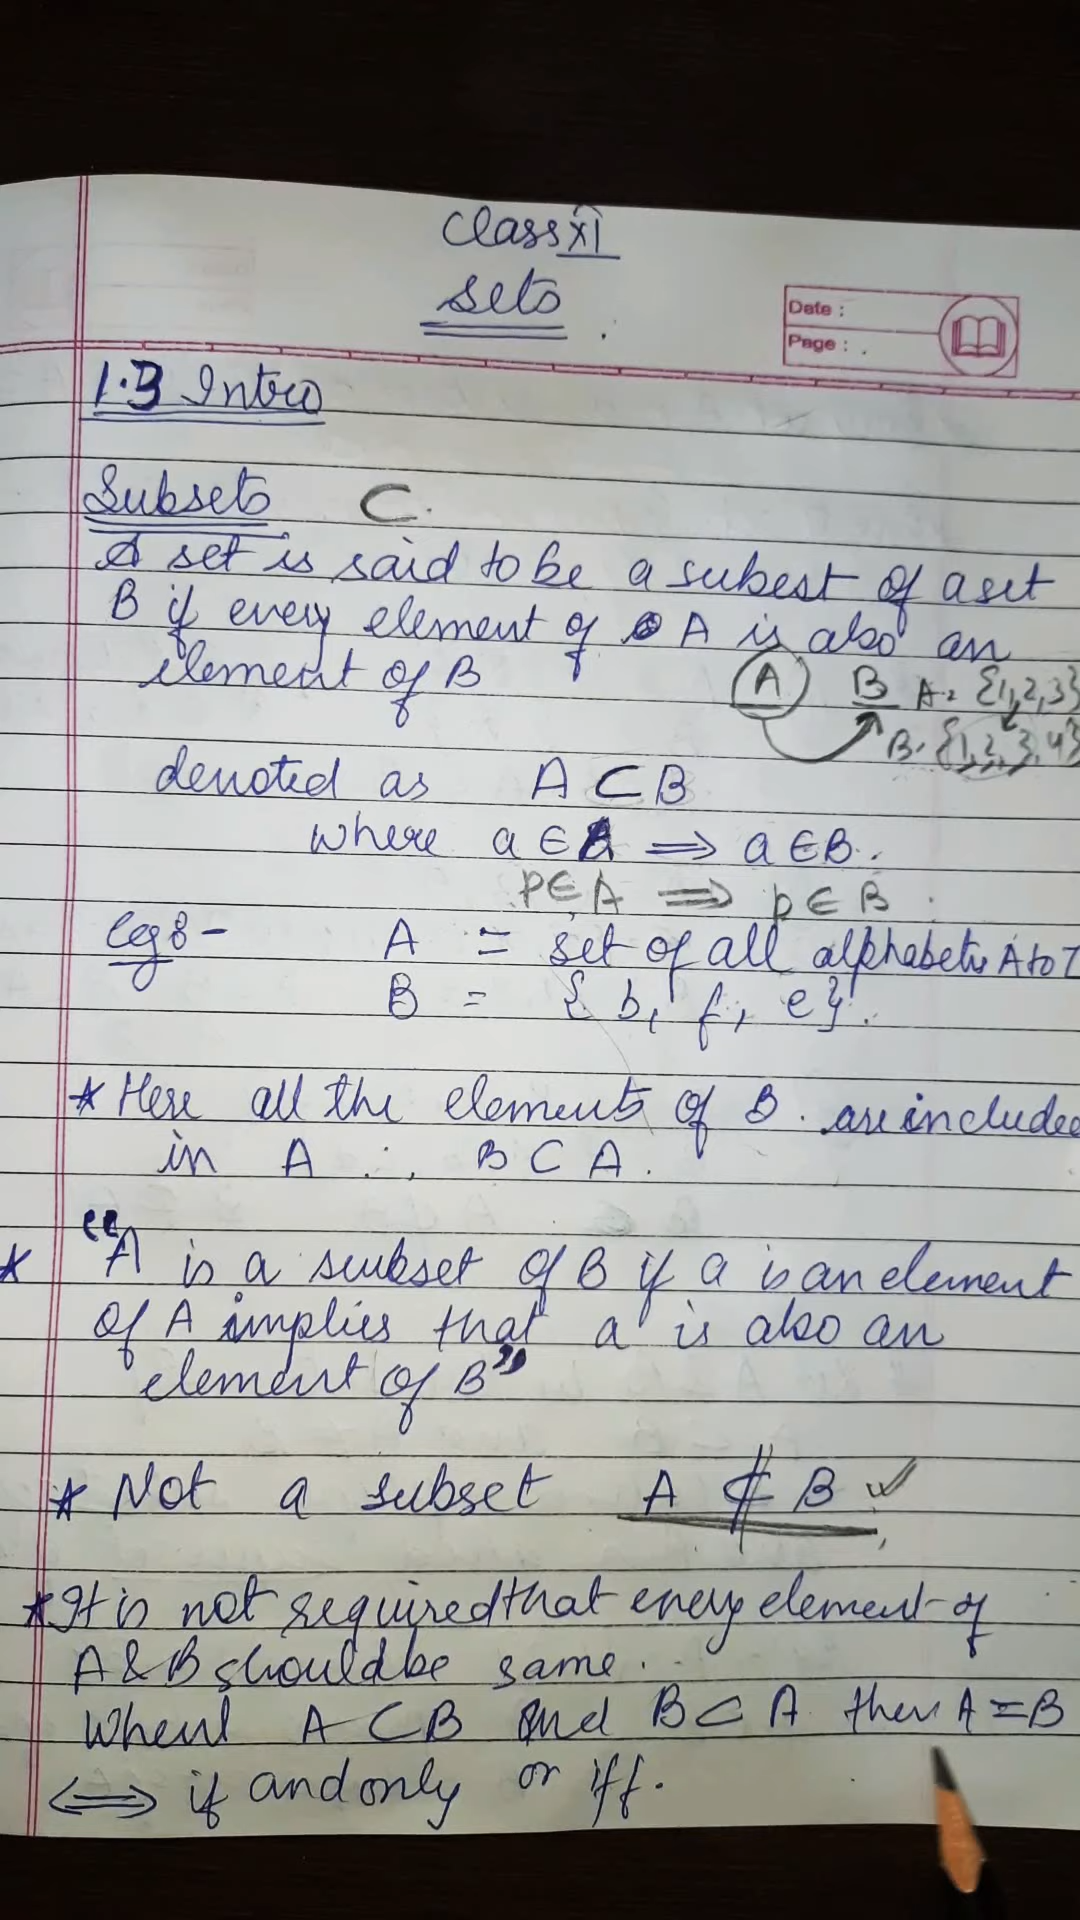 Class XI
Sets
Date :
Page :
1.3 Intro
Subsets ⊂.
A set is said to be a subest of a set
B if every element of A is also an
element of B
A B A = {1,2,3}
B = {1,2,3,4}
denoted as A ⊂ B
where a ∈ A ⟹ a ∈ B.
p ∈ A ⟹ p ∈ B.
eg :- A = set of all alphabets A to Z
B = {b, f, e}.
* Here all the elements of B. are include
in A ∴ B ⊂ A.
* "A is a subset of B if a is an element
of A implies that a is also an
element of B"
* Not a subset A ⊄ B ✓
* It is not required that every element of
A & B should be same.
When A ⊂ B and B ⊂ A then A = B
⟺ if and only or iff.